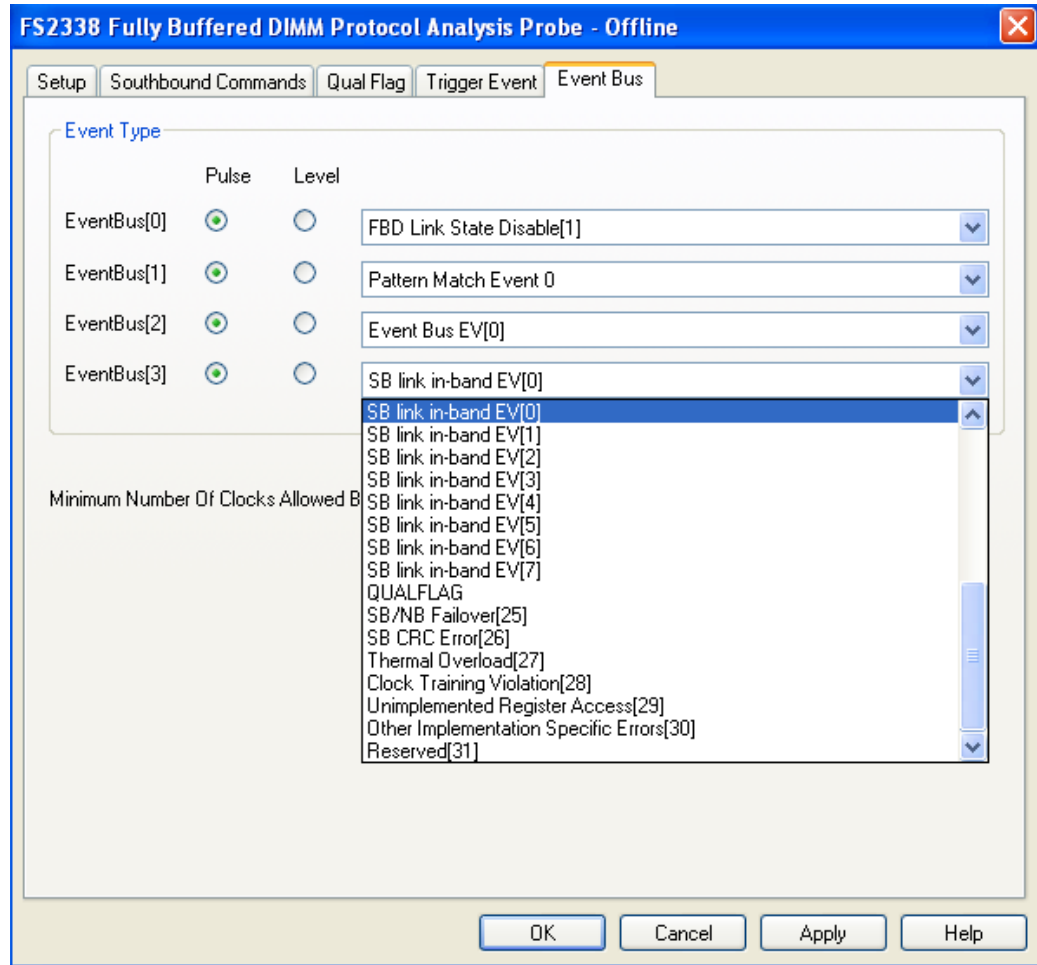 FS2338 Fully Buffered DIMM Protocol Analysis Probe - Offline
Setup Southbound Commands Qual Flag Trigger Event Event Bus
Event Type
Pulse Level
EventBus[0] FBD Link State Disable[1]
EventBus[1] Pattern Match Event 0
EventBus[2] Event Bus EV[0]
EventBus[3] SB link in-band EV[0]
SB link in-band EV[0]
SB link in-band EV[1]
SB link in-band EV[2]
SB link in-band EV[3]
Minimum Number Of Clocks Allowed B
SB link in-band EV[4]
SB link in-band EV[5]
SB link in-band EV[6]
SB link in-band EV[7]
QUALFLAG
SB/NB Failover[25]
SB CRC Error[26]
Thermal Overload[27]
Clock Training Violation[28]
Unimplemented Register Access[29]
Other Implementation Specific Errors[30]
Reserved[31]
OK Cancel Apply Help